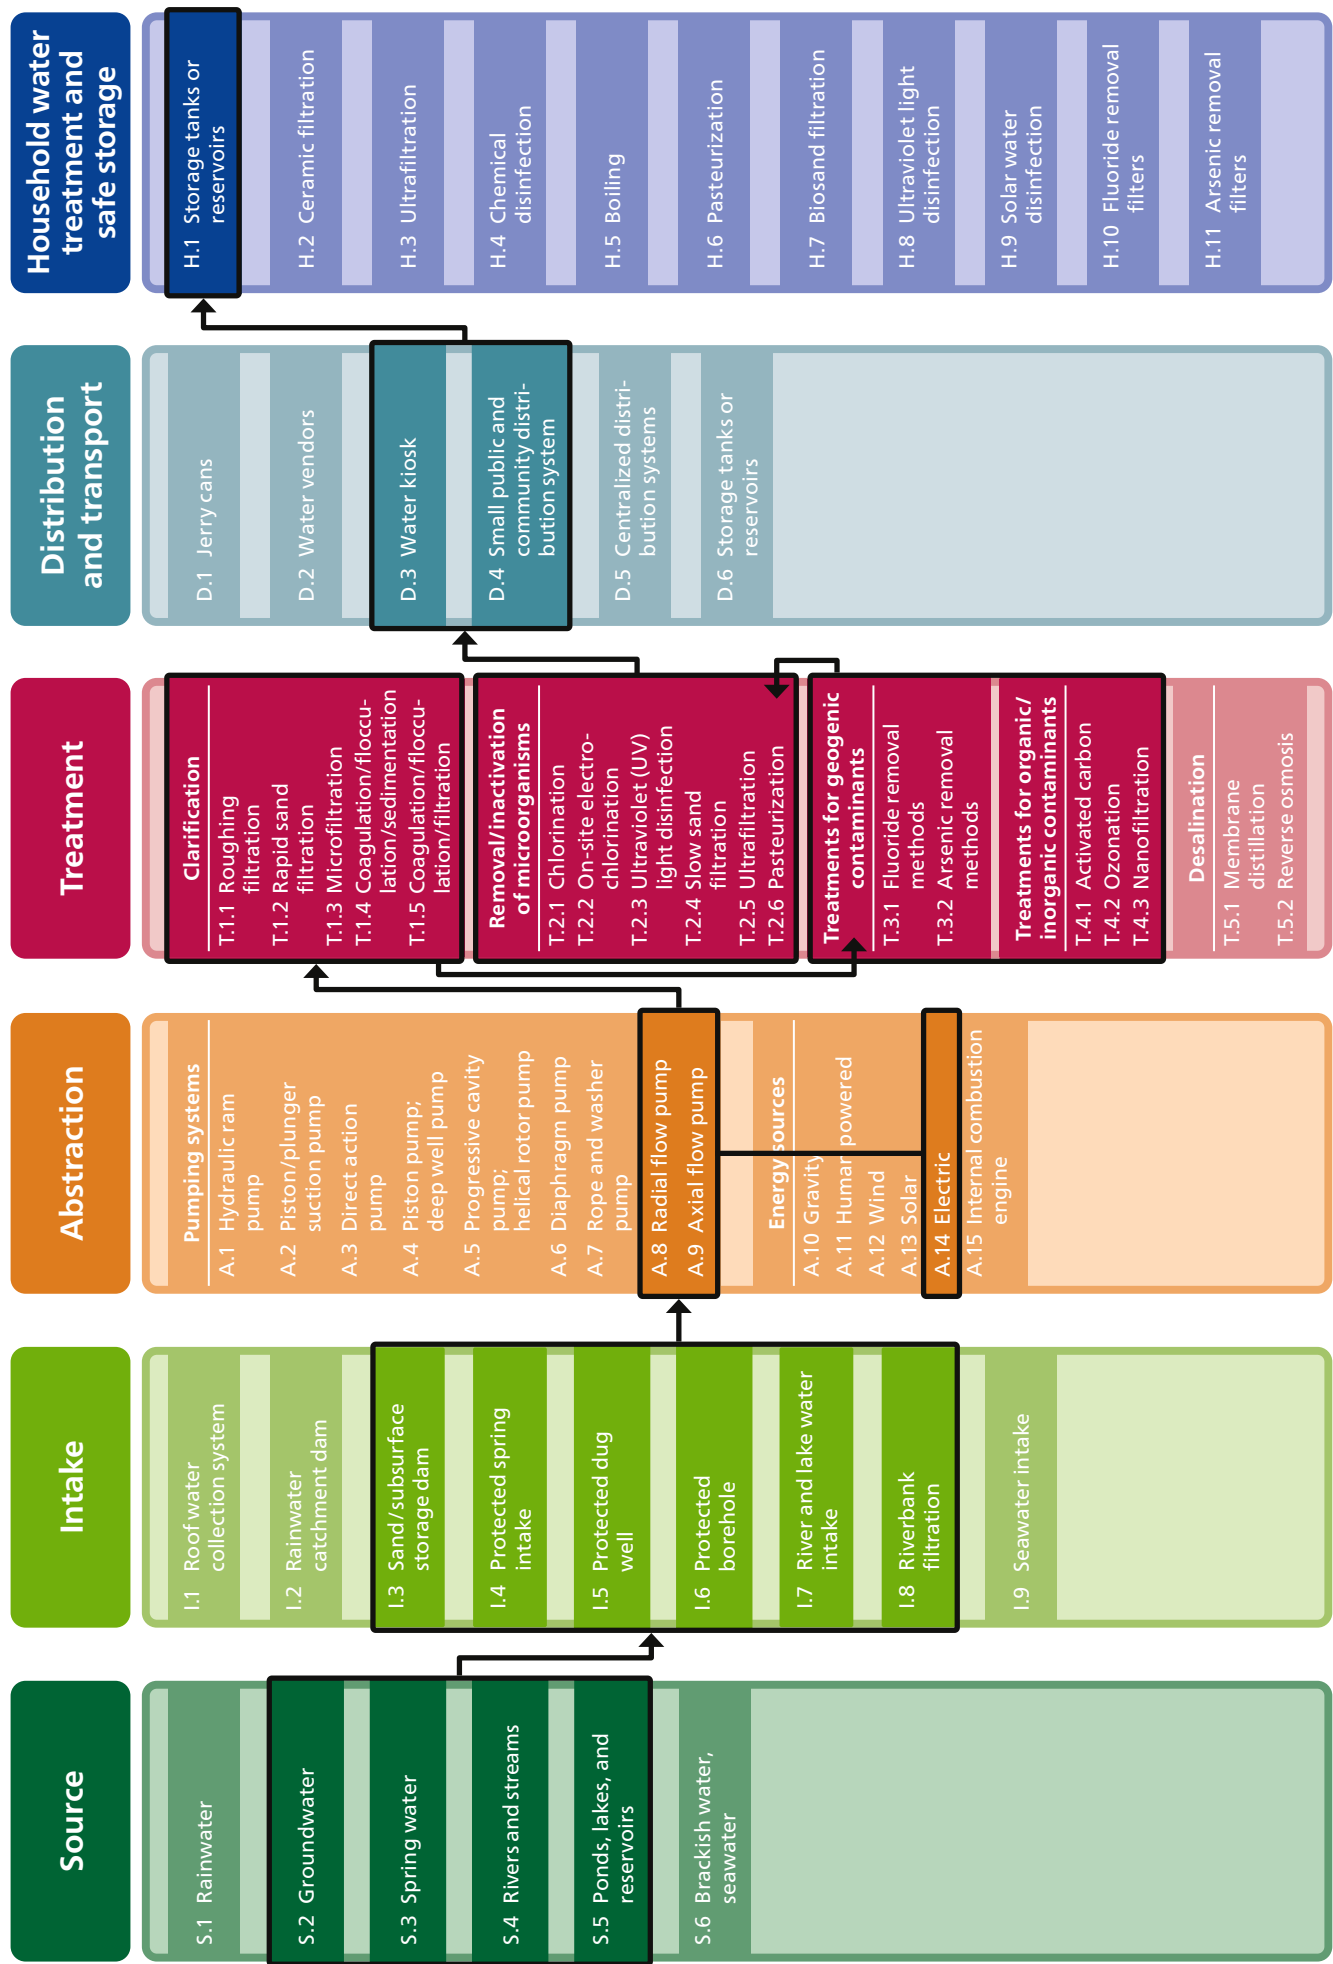 Source
S.1 Rainwater
S.2 Groundwater
S.3 Spring water
S.4 Rivers and streams
S.5 Ponds, lakes, and
reservoirs
S.6 Brackish water,
seawater
Intake
I.1 Roof water
collection system
I.2 Rainwater
catchment dam
I.3 Sand/subsurface
storage dam
I.4 Protected spring
intake
I.5 Protected dug
well
I.6 Protected
borehole
I.7 River and lake water
intake
I.8 Riverbank
filtration
I.9 Seawater intake
Abstraction
Pumping systems
A.1 Hydraulic ram
pump
A.2 Piston/plunger
suction pump
A.3 Direct action
pump
A.4 Piston pump;
deep well pump
A.5 Progressive cavity
pump;
helical rotor pump
A.6 Diaphragm pump
A.7 Rope and washer
pump
A.8 Radial flow pump
A.9 Axial flow pump
Energy sources
A.10 Gravity
A.11 Human powered
A.12 Wind
A.13 Solar
A.14 Electric
A.15 Internal combustion
engine
Treatment
Clarification
T.1.1 Roughing
filtration
T.1.2 Rapid sand
filtration
T.1.3 Microfiltration
T.1.4 Coagulation/floccu-
lation/sedimentation
T.1.5 Coagulation/floccu-
lation/filtration
Removal/inactivation
of microorganisms
T.2.1 Chlorination
T.2.2 On-site electro-
chlorination
T.2.3 Ultraviolet (UV)
light disinfection
T.2.4 Slow sand
filtration
T.2.5 Ultrafiltration
T.2.6 Pasteurization
Treatments for geogenic
contaminants
T.3.1 Fluoride removal
methods
T.3.2 Arsenic removal
methods
Treatments for organic/
inorganic contaminants
T.4.1 Activated carbon
T.4.2 Ozonation
T.4.3 Nanofiltration
Desalination
T.5.1 Membrane
distillation
T.5.2 Reverse osmosis
Distribution
and transport
D.1 Jerry cans
D.2 Water vendors
D.3 Water kiosk
D.4 Small public and
community distri-
bution system
D.5 Centralized distri-
bution systems
D.6 Storage tanks or
reservoirs
Household water
treatment and
safe storage
H.1 Storage tanks or
reservoirs
H.2 Ceramic filtration
H.3 Ultrafiltration
H.4 Chemical
disinfection
H.5 Boiling
H.6 Pasteurization
H.7 Biosand filtration
H.8 Ultraviolet light
disinfection
H.9 Solar water
disinfection
H.10 Fluoride removal
filters
H.11 Arsenic removal
filters